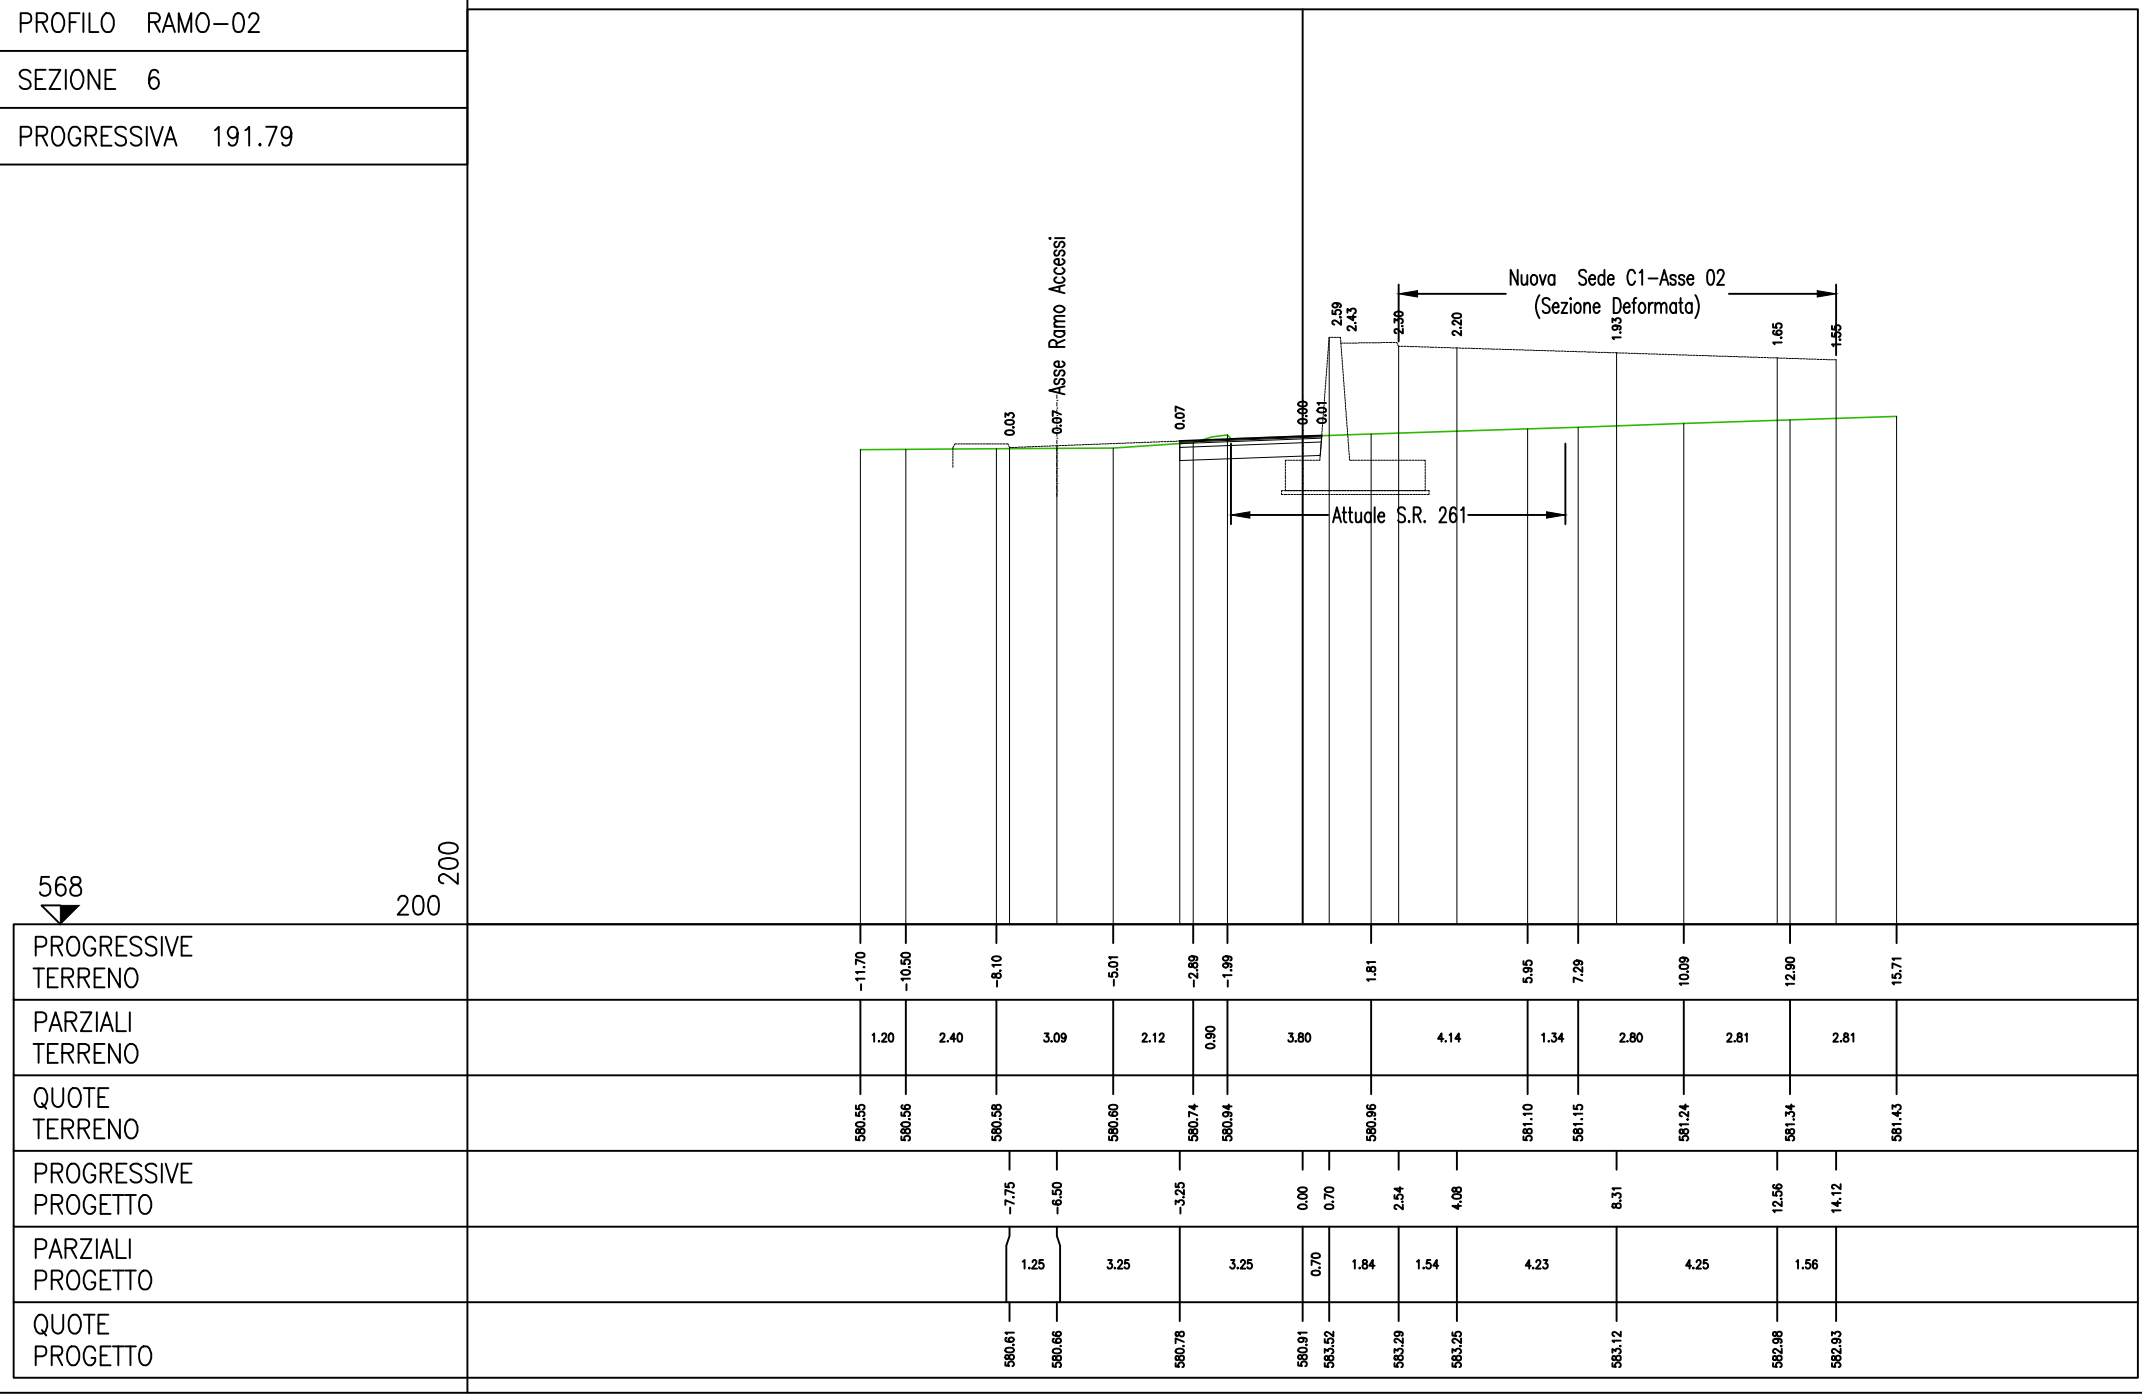 PROFILO RAMO-02
SEZIONE 6
PROGRESSIVA 191.79
Asse Ramo Accessi
Nuova Sede C1-Asse 02
(Sezione Deformata)
0.03
0.07
0.07
0.00
0.01
2.59
2.43
2.30
2.20
1.93
1.65
1.55
Attuale S.R. 261
568
200
200
PROGRESSIVE
TERRENO
-11.70 -10.50 -8.10 -5.01 -2.89 -1.99 1.81 5.95 7.29 10.09 12.90 15.71
PARZIALI
TERRENO
1.20 2.40 3.09 2.12 0.90 3.80 4.14 1.34 2.80 2.81 2.81
QUOTE
TERRENO
580.55 580.56 580.58 580.60 580.74 580.94 580.96 581.10 581.15 581.24 581.34 581.43
PROGRESSIVE
PROGETTO
-7.75 -6.50 -3.25 0.00 0.70 2.54 4.08 8.31 12.56 14.12
PARZIALI
PROGETTO
1.25 3.25 3.25 0.70 1.84 1.54 4.23 4.25 1.56
QUOTE
PROGETTO
580.61 580.66 580.78 580.91 583.52 583.29 583.25 583.12 582.98 582.93